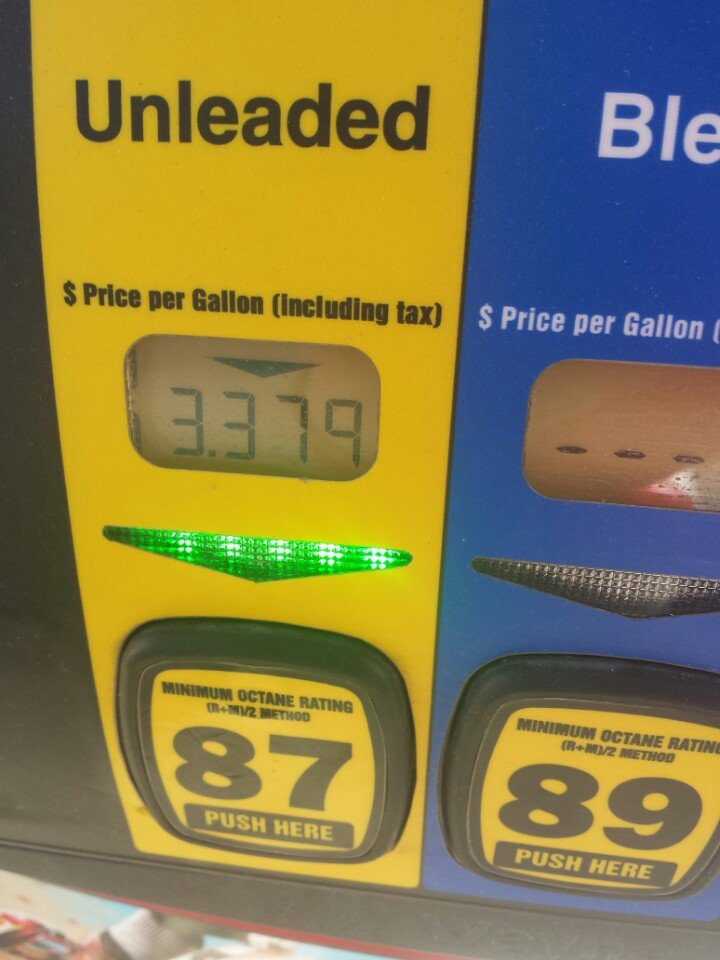 Unleaded
$ Price per Gallon (including tax)
3.379
MINIMUM OCTANE RATING
(R+M)/2 METHOD
87
PUSH HERE
Ble
$ Price per Gallon (
----
MINIMUM OCTANE RATING
(R+M)/2 METHOD
89
PUSH HERE